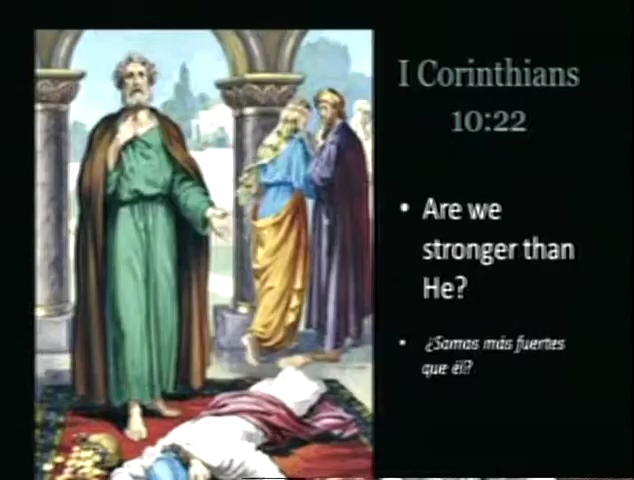 I Corinthians
10:22
• Are we
stronger than
He?
• ¿Somos más fuertes
que él?